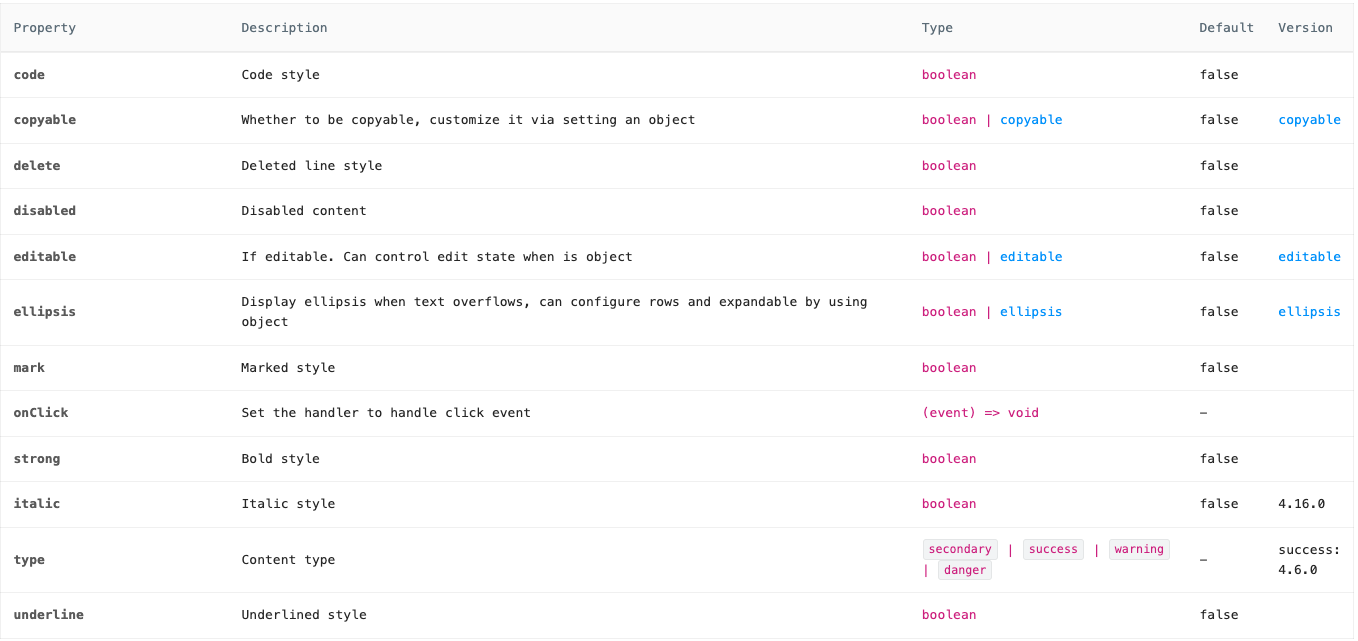 Property Description Type Default Version
code Code style boolean false
copyable Whether to be copyable, customize it via setting an object boolean | copyable false copyable
delete Deleted line style boolean false
disabled Disabled content boolean false
editable If editable. Can control edit state when is object boolean | editable false editable
ellipsis Display ellipsis when text overflows, can configure rows and expandable by using
object boolean | ellipsis false ellipsis
mark Marked style boolean false
onClick Set the handler to handle click event (event) => void –
strong Bold style boolean false
italic Italic style boolean false 4.16.0
type Content type secondary | success | warning
| danger – success:
4.6.0
underline Underlined style boolean false